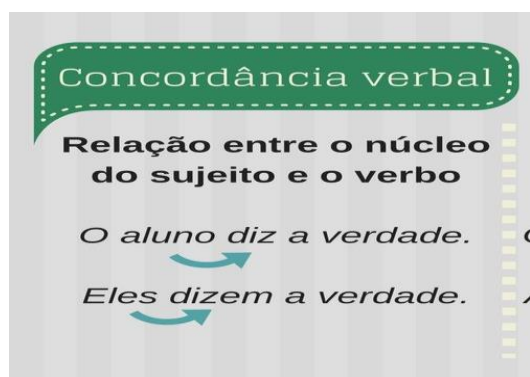 Concordância verbal
Relação entre o núcleo
do sujeito e o verbo
O aluno diz a verdade.
Eles dizem a verdade.